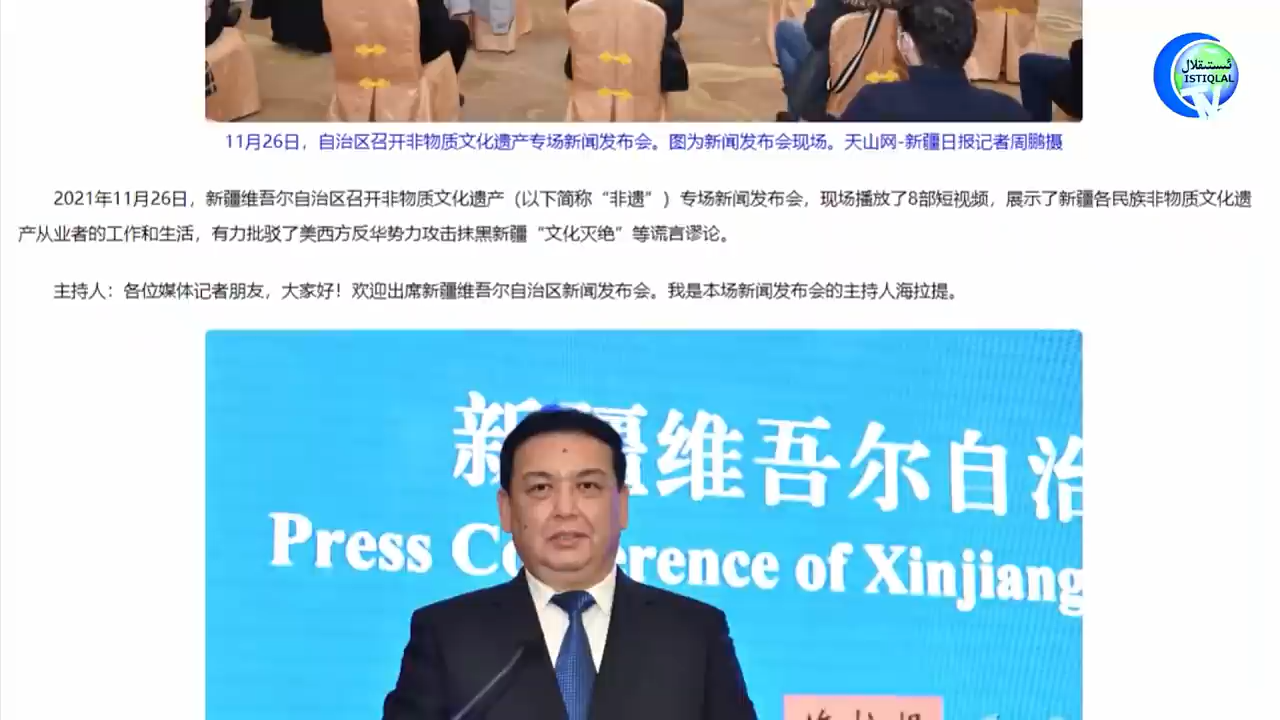 ئىستىقلال
ISTIQLAL
TV
11月26日，自治区召开非物质文化遗产专场新闻发布会。图为新闻发布会现场。天山网-新疆日报记者周鹏摄
2021年11月26日，新疆维吾尔自治区召开非物质文化遗产（以下简称“非遗”）专场新闻发布会，现场播放了8部短视频，展示了新疆各民族非物质文化遗
产从业者的工作和生活，有力批驳了美西方反华势力攻击抹黑新疆“文化灭绝”等谎言谬论。
主持人：各位媒体记者朋友，大家好！欢迎出席新疆维吾尔自治区新闻发布会。我是本场新闻发布会的主持人海拉提。
新疆维吾尔自治
Press Conference of Xinjiang